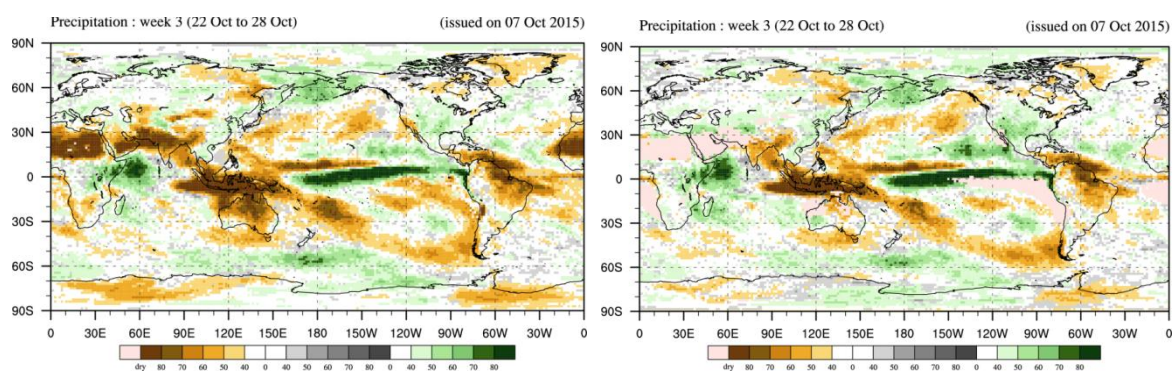 Precipitation : week 3 (22 Oct to 28 Oct) (issued on 07 Oct 2015)
90N
60N
30N
0
30S
60S
90S
0 30E 60E 90E 120E 150E 180 150W 120W 90W 60W 30W 0
dry 80 70 60 50 40 0 40 50 60 70 80 0 40 50 60 70 80
Precipitation : week 3 (22 Oct to 28 Oct) (issued on 07 Oct 2015)
90N
60N
30N
0
30S
60S
90S
0 30E 60E 90E 120E 150E 180 150W 120W 90W 60W 30W 0
dry 80 70 60 50 40 0 40 50 60 70 80 0 40 50 60 70 80